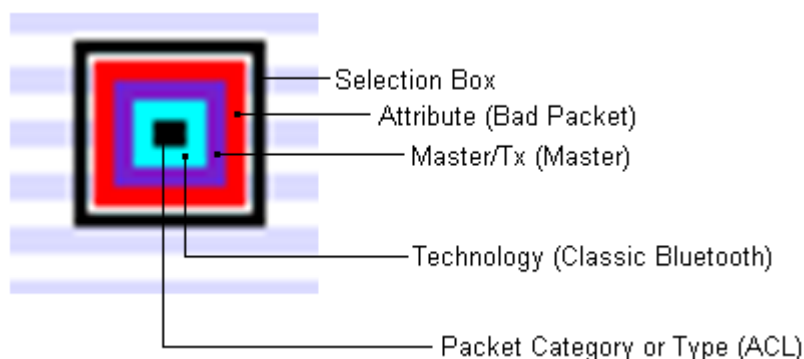 Selection Box
Attribute (Bad Packet)
Master/Tx (Master)
Technology (Classic Bluetooth)
Packet Category or Type (ACL)